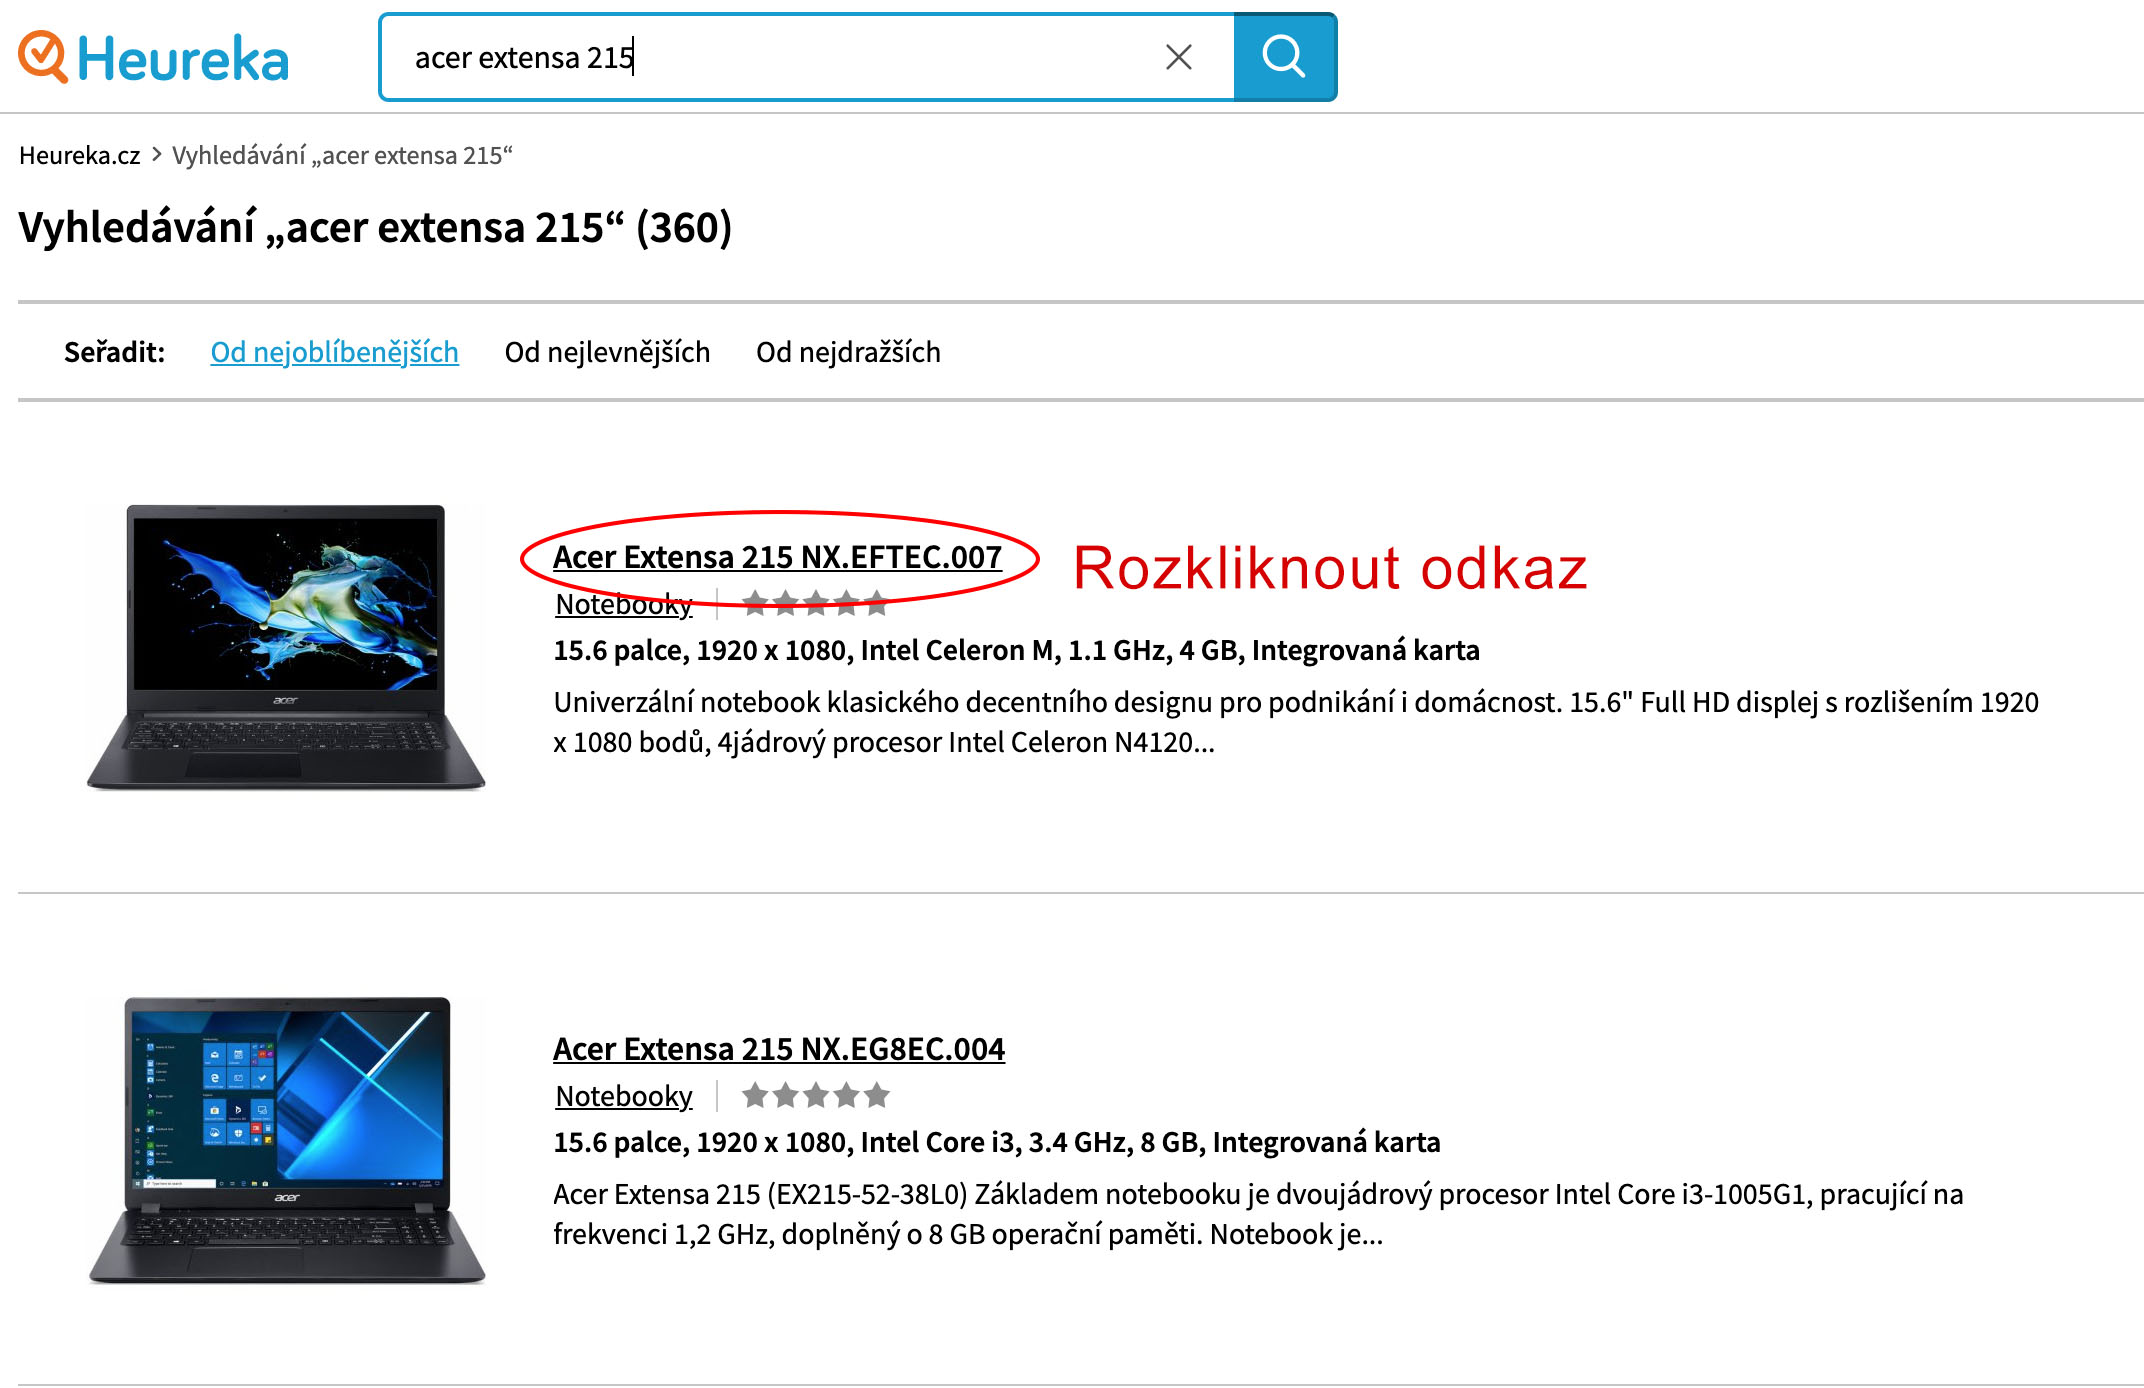 Heureka
acer extensa 215
Heureka.cz > Vyhledávání „acer extensa 215“
Vyhledávání „acer extensa 215“ (360)
Seřadit: Od nejoblíbenějších Od nejlevnějších Od nejdražších
Acer Extensa 215 NX.EFTEC.007
Rozkliknout odkaz
Notebooky
15.6 palce, 1920 x 1080, Intel Celeron M, 1.1 GHz, 4 GB, Integrovaná karta
Univerzální notebook klasického decentního designu pro podnikání i domácnost. 15.6" Full HD displej s rozlišením 1920
x 1080 bodů, 4jádrový procesor Intel Celeron N4120...
acer
Acer Extensa 215 NX.EG8EC.004
Notebooky
15.6 palce, 1920 x 1080, Intel Core i3, 3.4 GHz, 8 GB, Integrovaná karta
Acer Extensa 215 (EX215-52-38L0) Základem notebooku je dvoujádrový procesor Intel Core i3-1005G1, pracující na
frekvenci 1,2 GHz, doplněný o 8 GB operační paměti. Notebook je...
acer